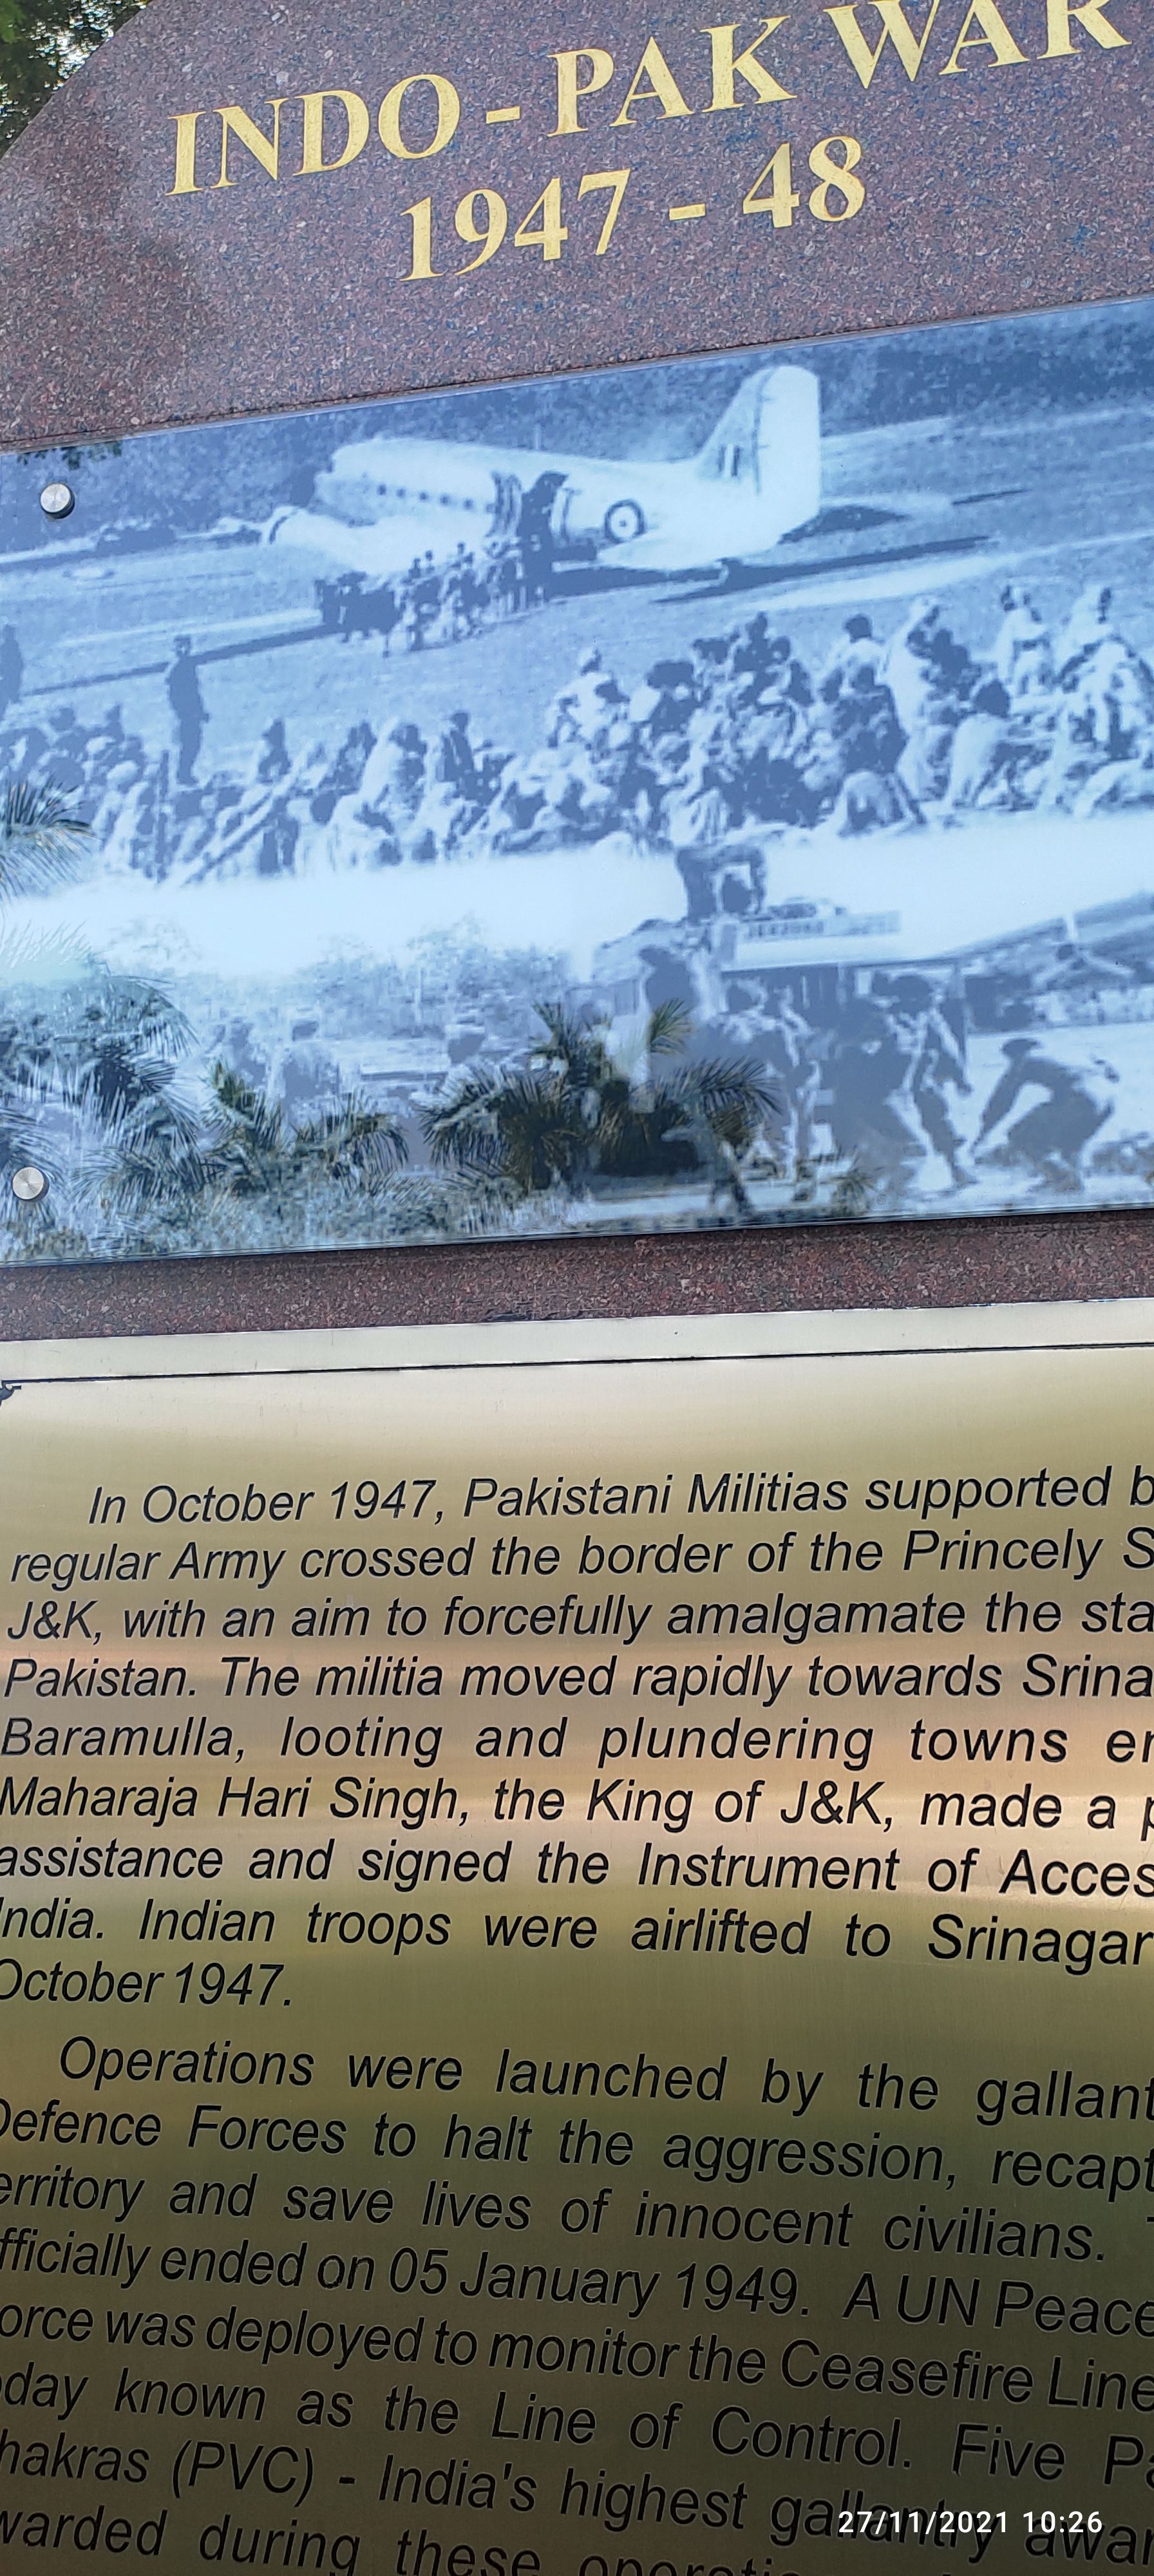 INDO - PAK WAR
1947 - 48
In October 1947, Pakistani Militias supported b
regular Army crossed the border of the Princely S
J&K, with an aim to forcefully amalgamate the sta
Pakistan. The militia moved rapidly towards Srina
Baramulla, looting and plundering towns en
Maharaja Hari Singh, the King of J&K, made a p
assistance and signed the Instrument of Acces
India. Indian troops were airlifted to Srinagar
October 1947.
Operations were launched by the gallant
Defence Forces to halt the aggression, recapt
erritory and save lives of innocent civilians. T
fficially ended on 05 January 1949. A UN Peace
orce was deployed to monitor the Ceasefire Line
oday known as the Line of Control. Five Pa
hakras (PVC) - India's highest gallantry awar
warded during these operati
27/11/2021 10:26